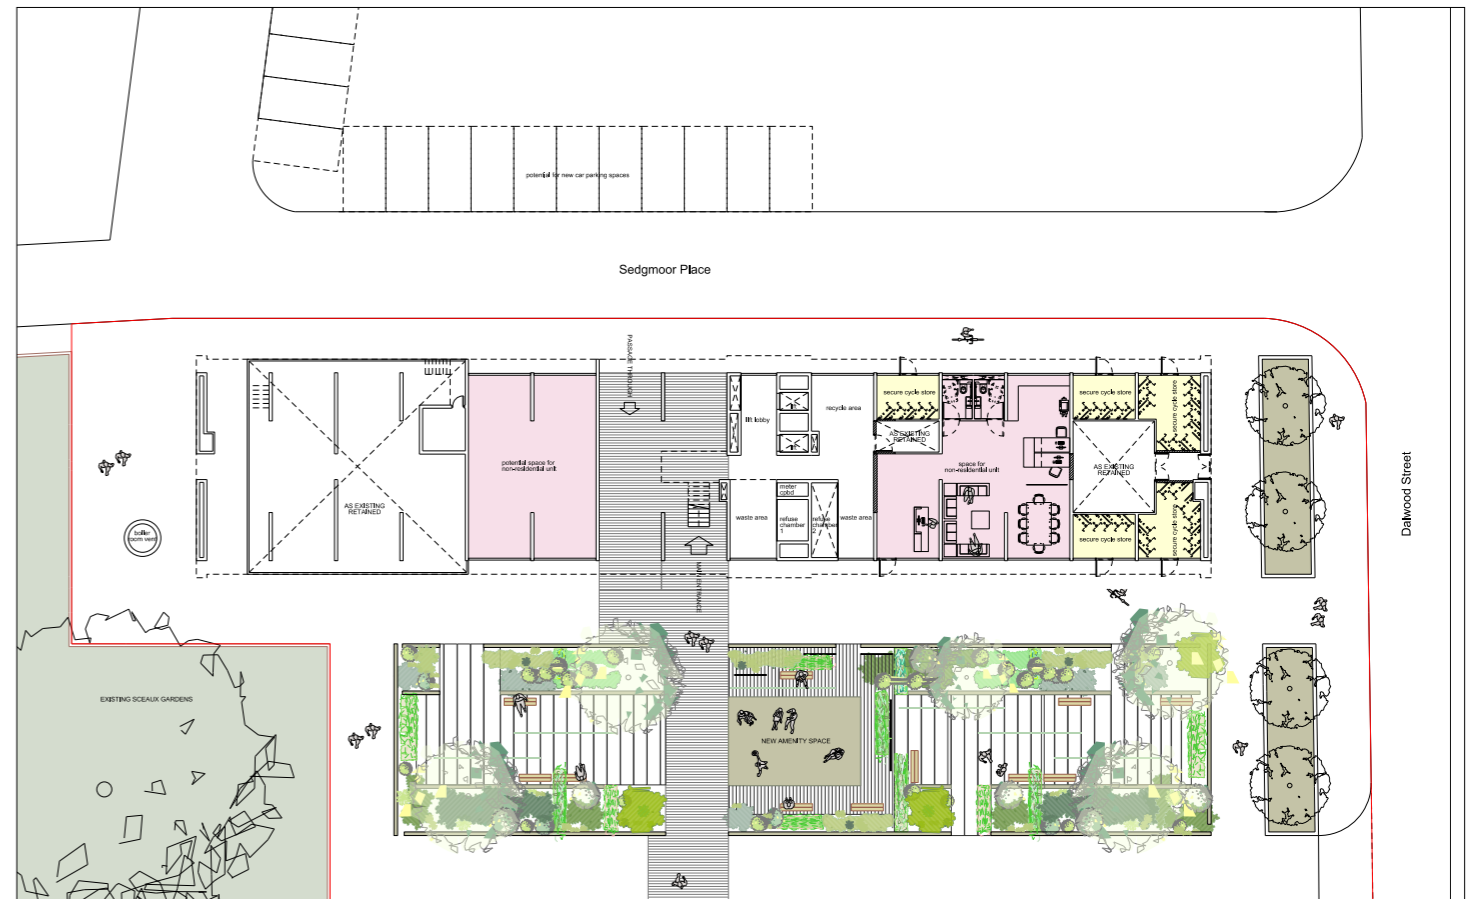 potential for new car parking spaces
Sedgmoor Place
Dalwood Street
PASSAGE THROUGH
lift lobby
recycle area
secure cycle store
secure cycle store
secure cycle store
AS EXISTING
RETAINED
potential space for
non-residential unit
space for
non-residential unit
AS EXISTING
RETAINED
AS EXISTING
RETAINED
meter
cpbd
waste area
refuse
chamber
1
refuse
chamber
2
waste area
secure cycle store
secure cycle store
boiler
room vent
MAIN ENTRANCE
EXISTING SCEAUX GARDENS
NEW AMENITY SPACE